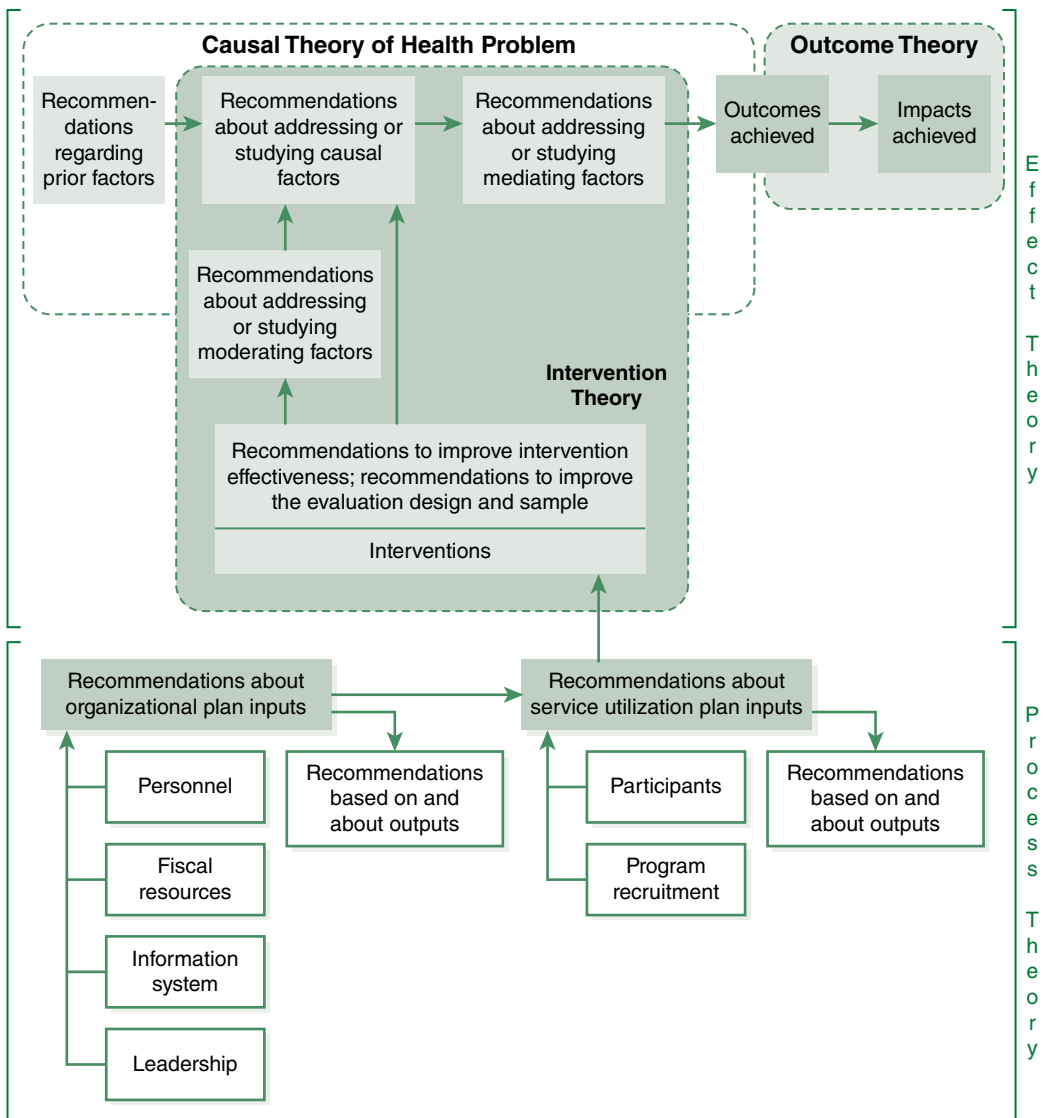 Causal Theory of Health Problem
Outcome Theory
Recommen-
dations
regarding
prior factors
Recommendations
about addressing or
studying causal
factors
Recommendations
about addressing
or studying
mediating factors
Outcomes
achieved
Impacts
achieved
Recommendations
about addressing
or studying
moderating factors
Intervention
Theory
Recommendations to improve intervention
effectiveness; recommendations to improve
the evaluation design and sample
Interventions
Effect Theory
Recommendations about
organizational plan inputs
Recommendations about
service utilization plan inputs
Personnel
Fiscal
resources
Information
system
Leadership
Recommendations
based on and
about outputs
Participants
Program
recruitment
Recommendations
based on and
about outputs
Process Theory